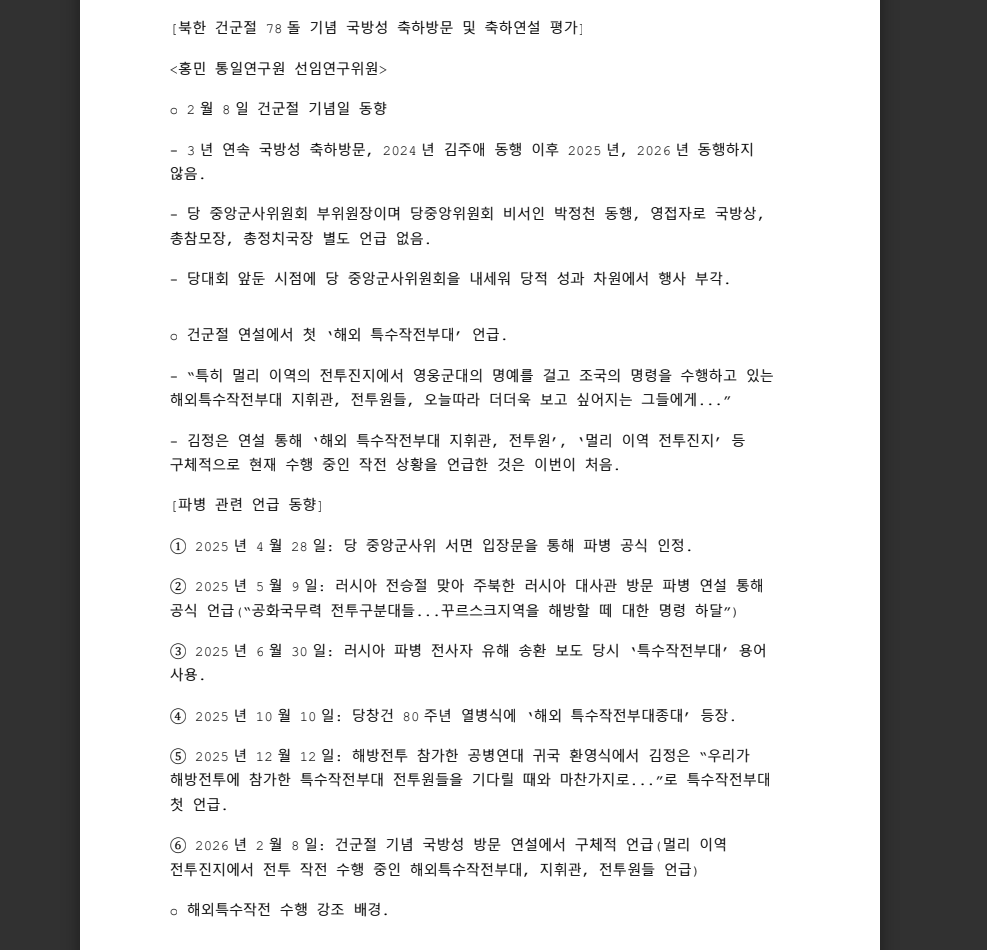 [북한 건군절 78돌 기념 국방성 축하방문 및 축하연설 평가]
<홍민 통일연구원 선임연구위원>
○ 2월 8일 건군절 기념일 동향
- 3년 연속 국방성 축하방문, 2024년 김주애 동행 이후 2025년, 2026년 동행하지
않음.
- 당 중앙군사위원회 부위원장이며 당중앙위원회 비서인 박정천 동행, 영접자로 국방상,
총참모장, 총정치국장 별도 언급 없음.
- 당대회 앞둔 시점에 당 중앙군사위원회을 내세워 당적 성과 차원에서 행사 부각.
○ 건군절 연설에서 첫 ‘해외 특수작전부대’ 언급.
- “특히 멀리 이역의 전투진지에서 영웅군대의 명예를 걸고 조국의 명령을 수행하고 있는
해외특수작전부대 지휘관, 전투원들, 오늘따라 더더욱 보고 싶어지는 그들에게...”
- 김정은 연설 통해 ‘해외 특수작전부대 지휘관, 전투원’, ‘멀리 이역 전투진지’ 등
구체적으로 현재 수행 중인 작전 상황을 언급한 것은 이번이 처음.
[파병 관련 언급 동향]
① 2025년 4월 28일: 당 중앙군사위 서면 입장문을 통해 파병 공식 인정.
② 2025년 5월 9일: 러시아 전승절 맞아 주북한 러시아 대사관 방문 파병 연설 통해
공식 언급(“공화국무력 전투구분대들...꾸르스크지역을 해방할 떼 대한 명령 하달”)
③ 2025년 6월 30일: 러시아 파병 전사자 유해 송환 보도 당시 ‘특수작전부대’ 용어
사용.
④ 2025년 10월 10일: 당창건 80주년 열병식에 ‘해외 특수작전부대종대’ 등장.
⑤ 2025년 12월 12일: 해방전투 참가한 공병연대 귀국 환영식에서 김정은 “우리가
해방전투에 참가한 특수작전부대 전투원들을 기다릴 때와 마찬가지로...”로 특수작전부대
첫 언급.
⑥ 2026년 2월 8일: 건군절 기념 국방성 방문 연설에서 구체적 언급(멀리 이역
전투진지에서 전투 작전 수행 중인 해외특수작전부대, 지휘관, 전투원들 언급)
○ 해외특수작전 수행 강조 배경.